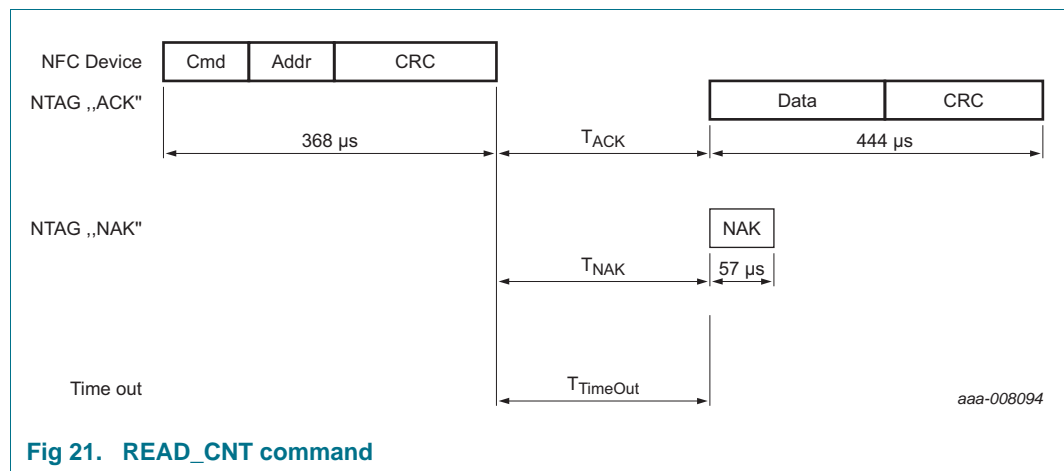 NFC Device Cmd Addr CRC
NTAG ,,ACK" Data CRC
368 µs TACK 444 µs
NTAG ,,NAK" NAK
TNAK 57 µs
Time out TTimeOut aaa-008094
Fig 21. READ_CNT command